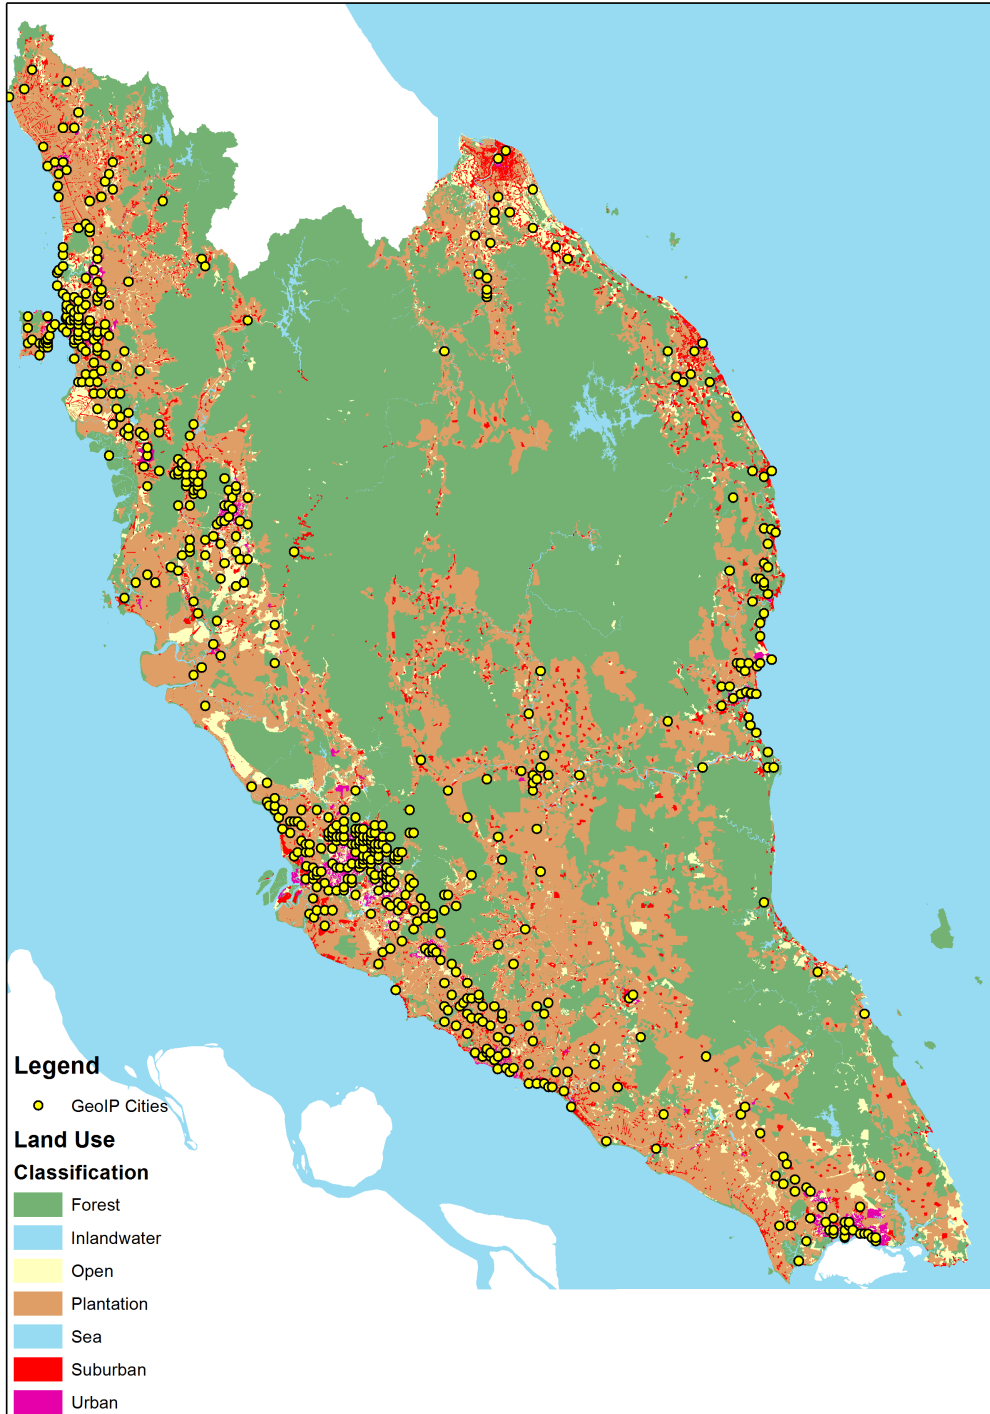 Legend
GeoIP Cities
Land Use
Classification
Forest
Inlandwater
Open
Plantation
Sea
Suburban
Urban